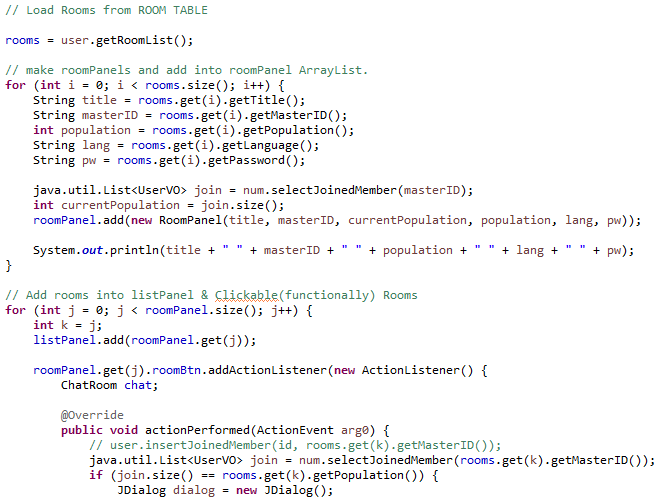 // Load Rooms from ROOM TABLE
rooms = user.getRoomList();
// make roomPanels and add into roomPanel ArrayList.
for (int i = 0; i < rooms.size(); i++) {
String title = rooms.get(i).getTitle();
String masterID = rooms.get(i).getMasterID();
int population = rooms.get(i).getPopulation();
String lang = rooms.get(i).getLanguage();
String pw = rooms.get(i).getPassword();
java.util.List<UserVO> join = num.selectJoinedMember(masterID);
int currentPopulation = join.size();
roomPanel.add(new RoomPanel(title, masterID, currentPopulation, population, lang, pw));
System.out.println(title + " " + masterID + " " + population + " " + lang + " " + pw);
}
// Add rooms into listPanel & Clickable(functionally) Rooms
for (int j = 0; j < roomPanel.size(); j++) {
int k = j;
listPanel.add(roomPanel.get(j));
roomPanel.get(j).roomBtn.addActionListener(new ActionListener() {
ChatRoom chat;
@Override
public void actionPerformed(ActionEvent arg0) {
// user.insertJoinedMember(id, rooms.get(k).getMasterID());
java.util.List<UserVO> join = num.selectJoinedMember(rooms.get(k).getMasterID());
if (join.size() == rooms.get(k).getPopulation()) {
JDialog dialog = new JDialog();